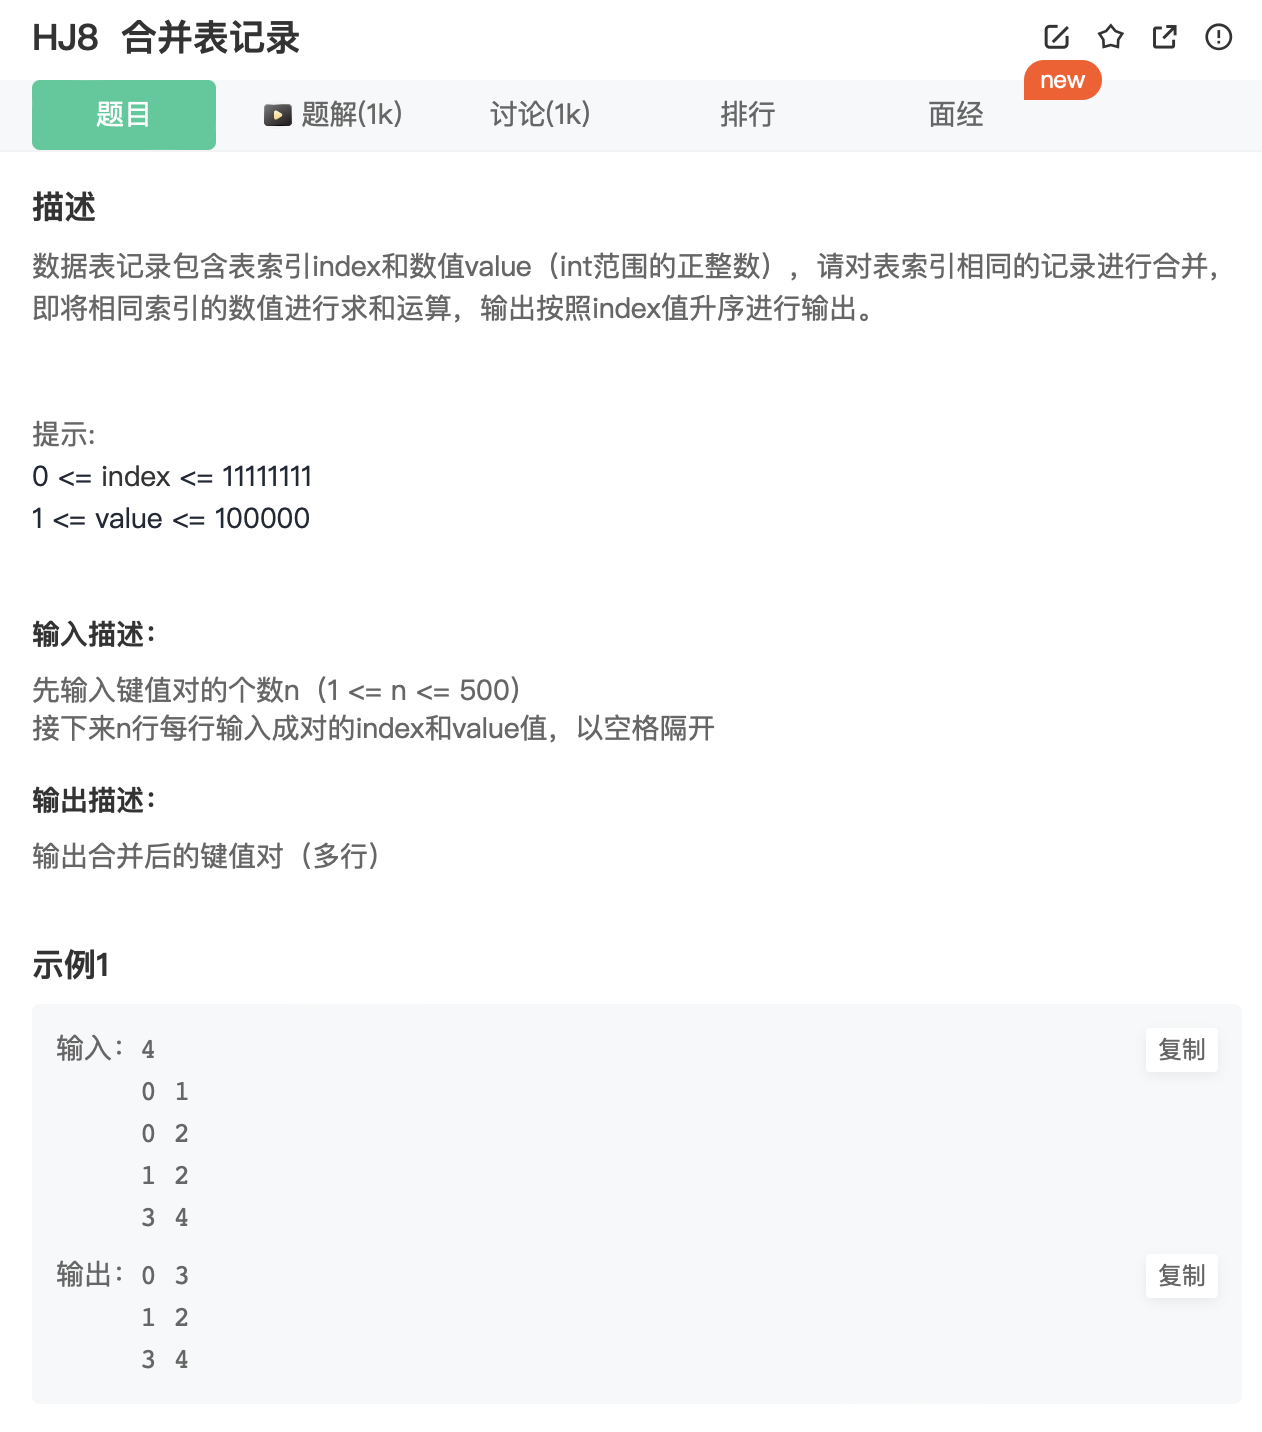 HJ8 合并表记录
new
题目 题解(1k) 讨论(1k) 排行 面经
描述
数据表记录包含表索引index和数值value（int范围的正整数），请对表索引相同的记录进行合并，
即将相同索引的数值进行求和运算，输出按照index值升序进行输出。
提示:
0 <= index <= 11111111
1 <= value <= 100000
输入描述：
先输入键值对的个数n（1 <= n <= 500）
接下来n行每行输入成对的index和value值，以空格隔开
输出描述：
输出合并后的键值对（多行）
示例1
输入：4 复制
0 1
0 2
1 2
3 4
输出：0 3 复制
1 2
3 4